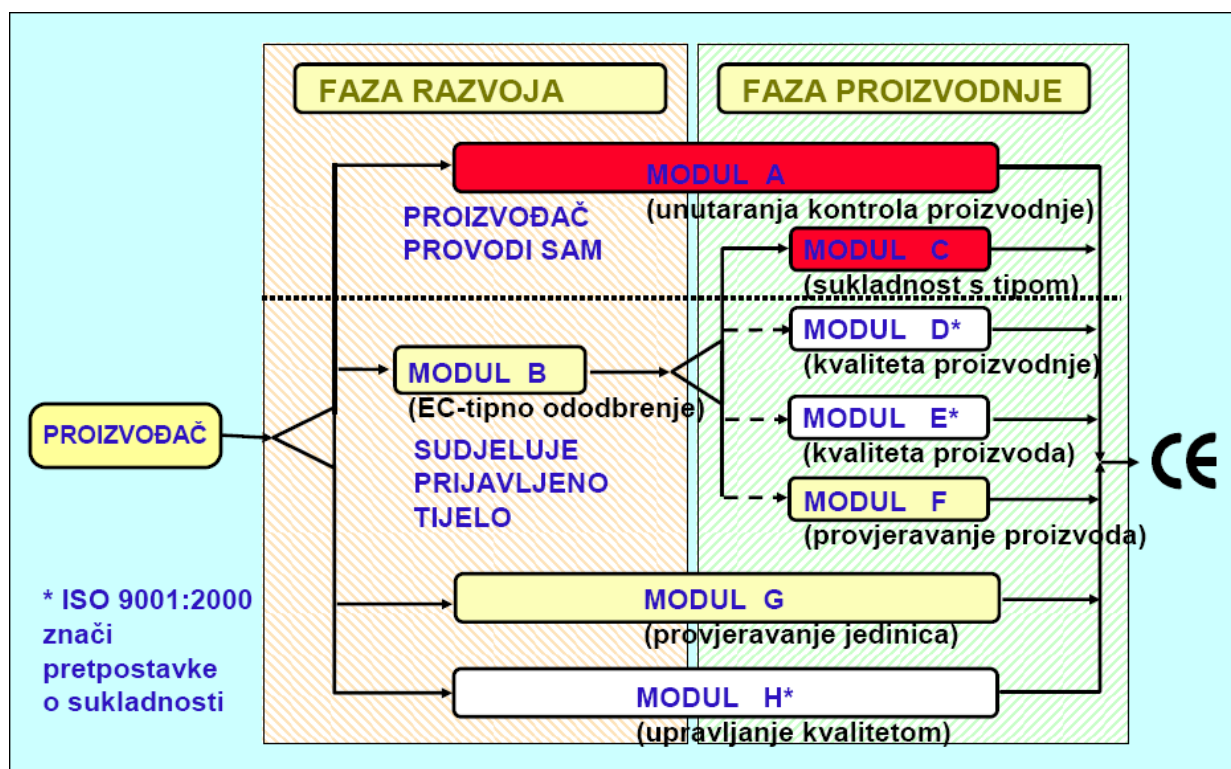 FAZA RAZVOJA
FAZA PROIZVODNJE
MODUL A
(unutaranja kontrola proizvodnje)
PROIZVOĐAČ
PROVODI SAM
MODUL C
(sukladnost s tipom)
MODUL D*
(kvaliteta proizvodnje)
MODUL B
(EC-tipno ododbrenje)
MODUL E*
(kvaliteta proizvoda)
PROIZVOĐAČ
SUDJELUJE
PRIJAVLJENO
TIJELO
MODUL F
(provjeravanje proizvoda)
CE
* ISO 9001:2000
znači
pretpostavke
o sukladnosti
MODUL G
(provjeravanje jedinica)
MODUL H*
(upravljanje kvalitetom)